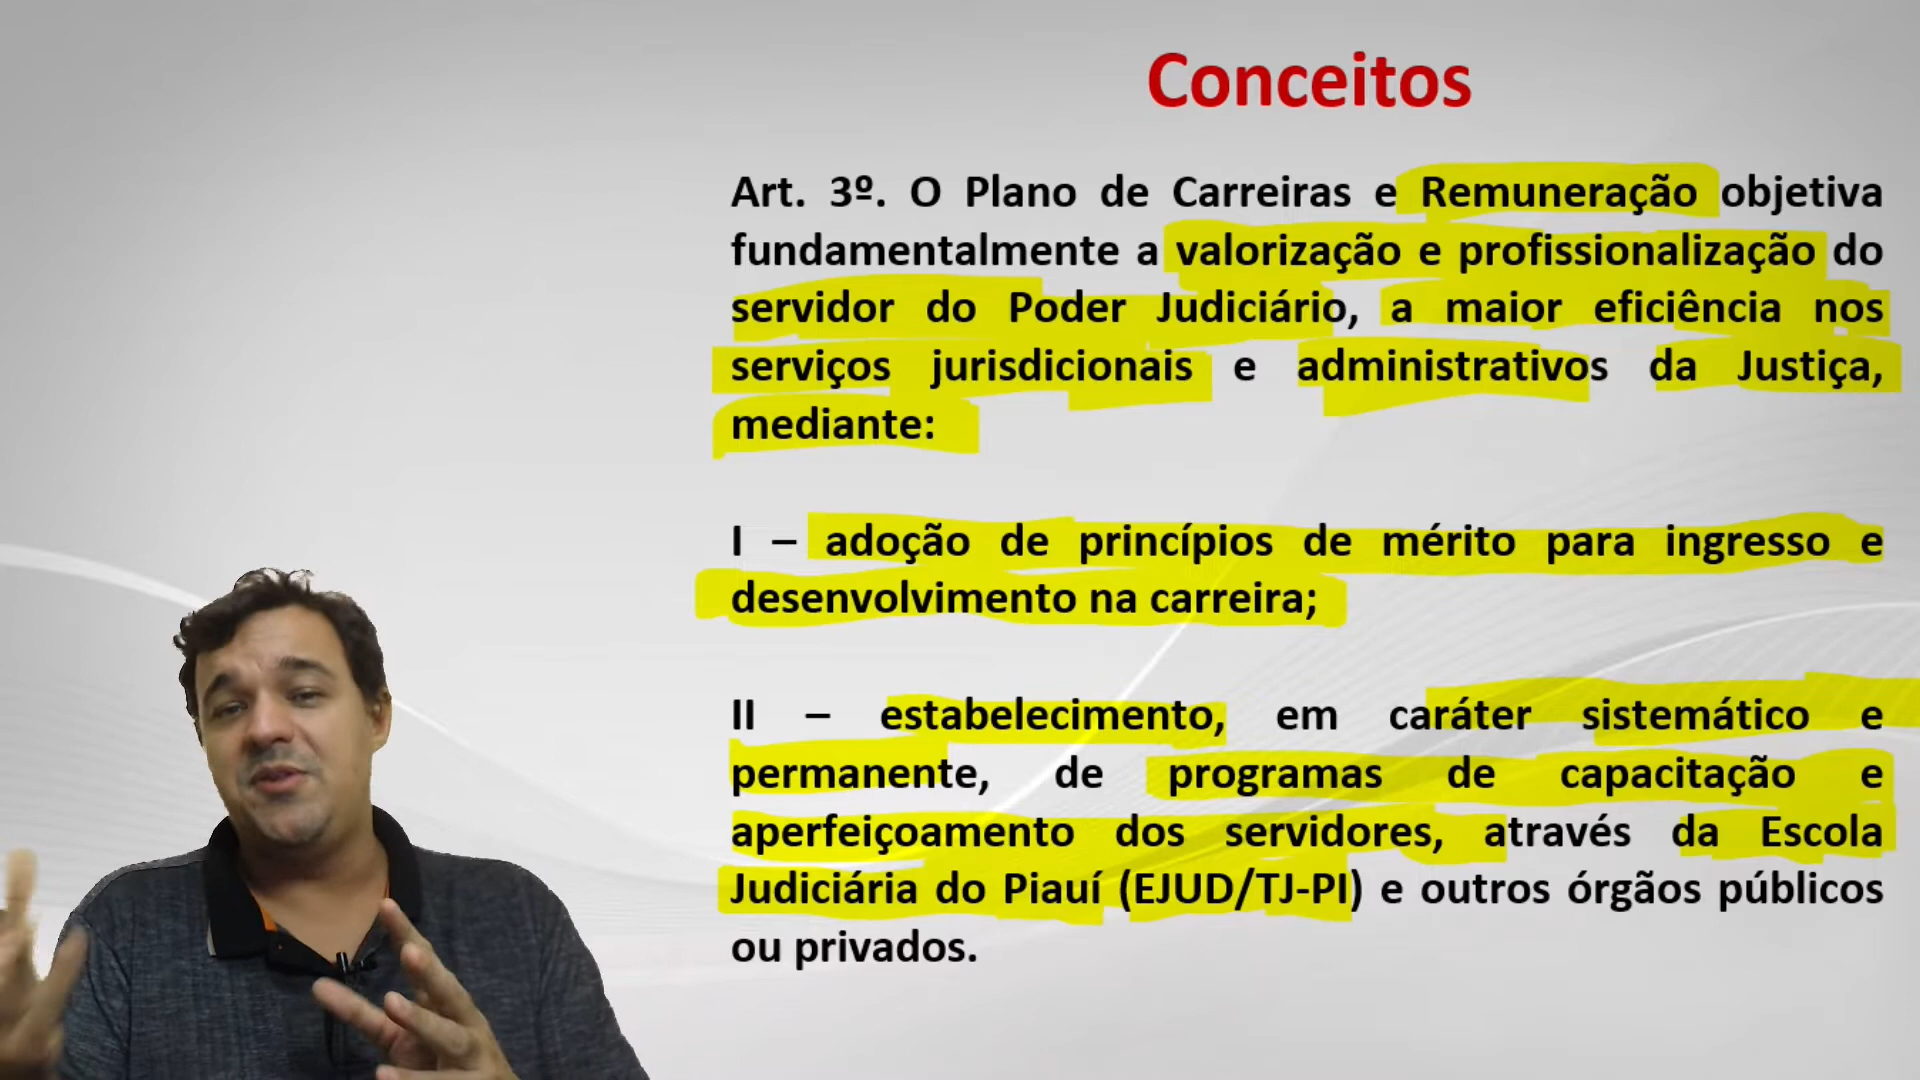 Conceitos
Art. 3º. O Plano de Carreiras e Remuneração objetiva
fundamentalmente a valorização e profissionalização do
servidor do Poder Judiciário, a maior eficiência nos
serviços jurisdicionais e administrativos da Justiça,
mediante:
I – adoção de princípios de mérito para ingresso e
desenvolvimento na carreira;
II – estabelecimento, em caráter sistemático e
permanente, de programas de capacitação e
aperfeiçoamento dos servidores, através da Escola
Judiciária do Piauí (EJUD/TJ-PI) e outros órgãos públicos
ou privados.